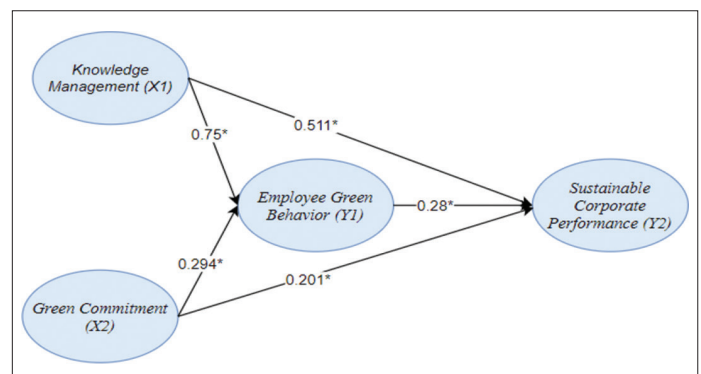 Knowledge
Management (X1)
0.511*
0.75*
Employee Green
Behavior (Y1)
0.28*
Sustainable
Corporate
Performance (Y2)
0.294*
0.201*
Green Commitment
(X2)